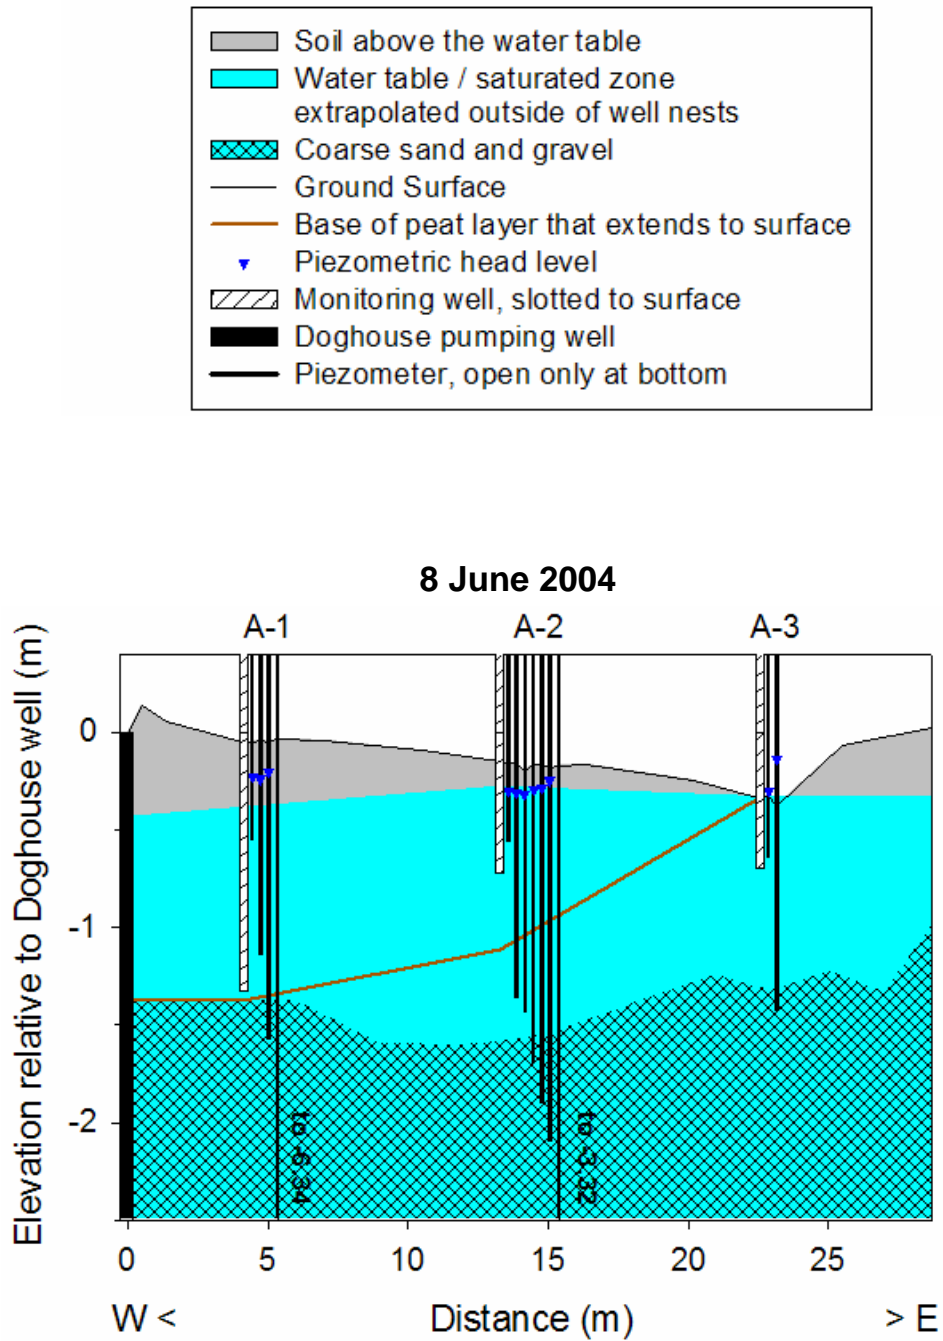 Soil above the water table
Water table / saturated zone
extrapolated outside of well nests
Coarse sand and gravel
Ground Surface
Base of peat layer that extends to surface
Piezometric head level
Monitoring well, slotted to surface
Doghouse pumping well
Piezometer, open only at bottom
8 June 2004
A-1 A-2 A-3
Elevation relative to Doghouse well (m)
0
-1
-2
to -6.34
to -3.32
0 5 10 15 20 25
W < Distance (m) > E